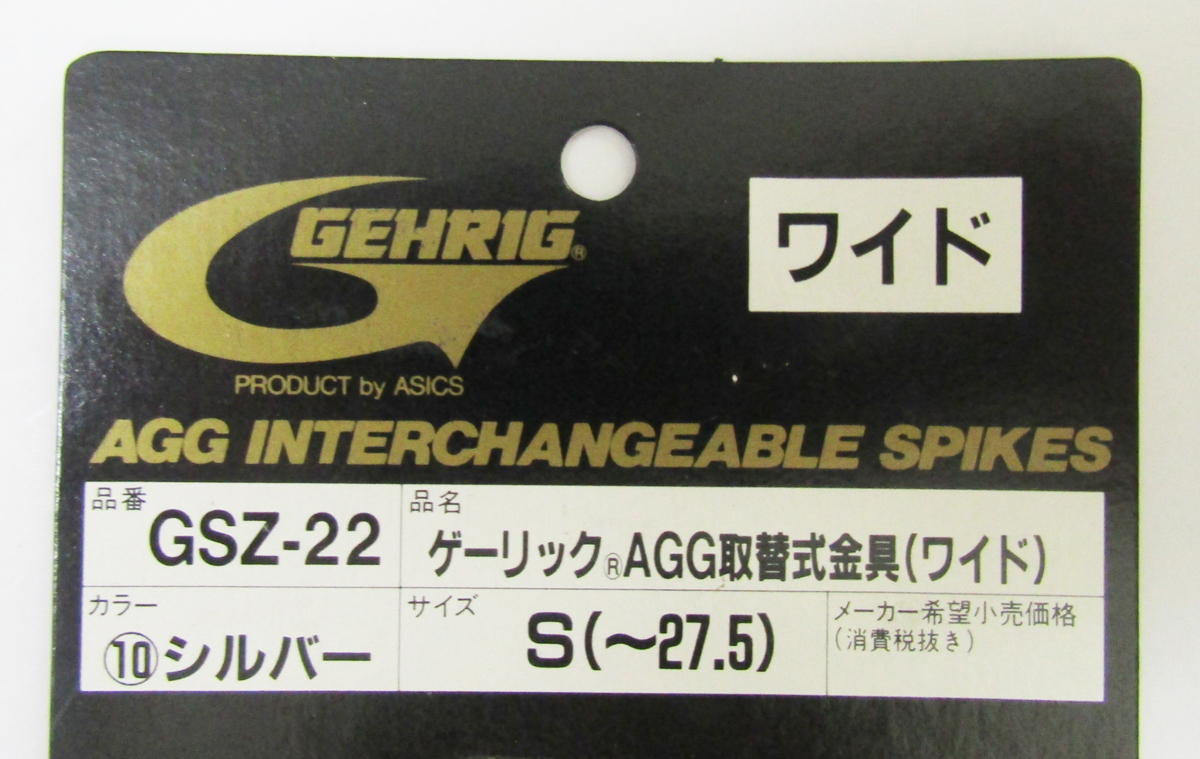 GEHRIG®
ワイド
PRODUCT by ASICS
AGG INTERCHANGEABLE SPIKES
品番
GSZ-22
品名
ゲーリック®AGG取替式金具(ワイド)
カラー
⑩シルバー
サイズ
S(〜27.5)
メーカー希望小売価格
(消費税抜き)